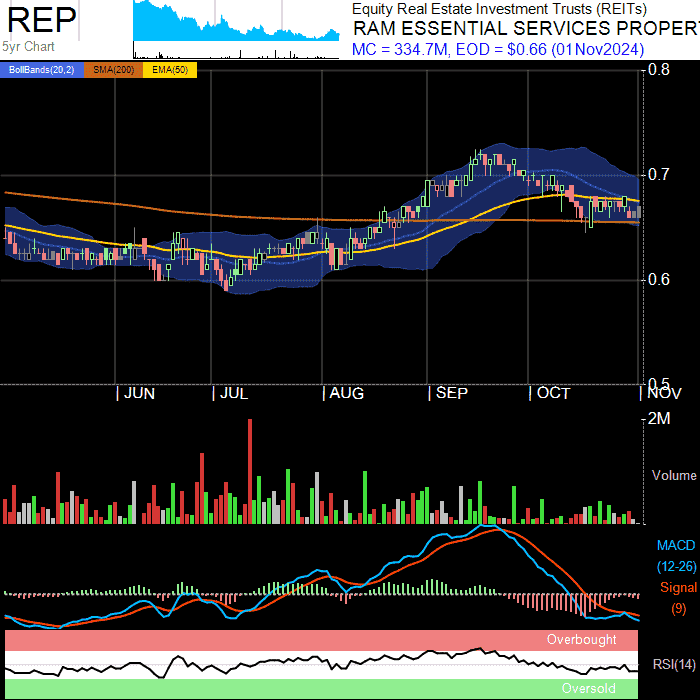 REP
5yr Chart
Equity Real Estate Investment Trusts (REITs)
RAM ESSENTIAL SERVICES PROPER
MC = 334.7M, EOD = $0.66 (01Nov2024)
BollBands(20,2) SMA(200) EMA(50)
0.8
0.7
0.6
0.5
JUN JUL AUG SEP OCT NOV
2M
Volume
MACD
(12-26)
Signal
(9)
Overbought
RSI(14)
Oversold